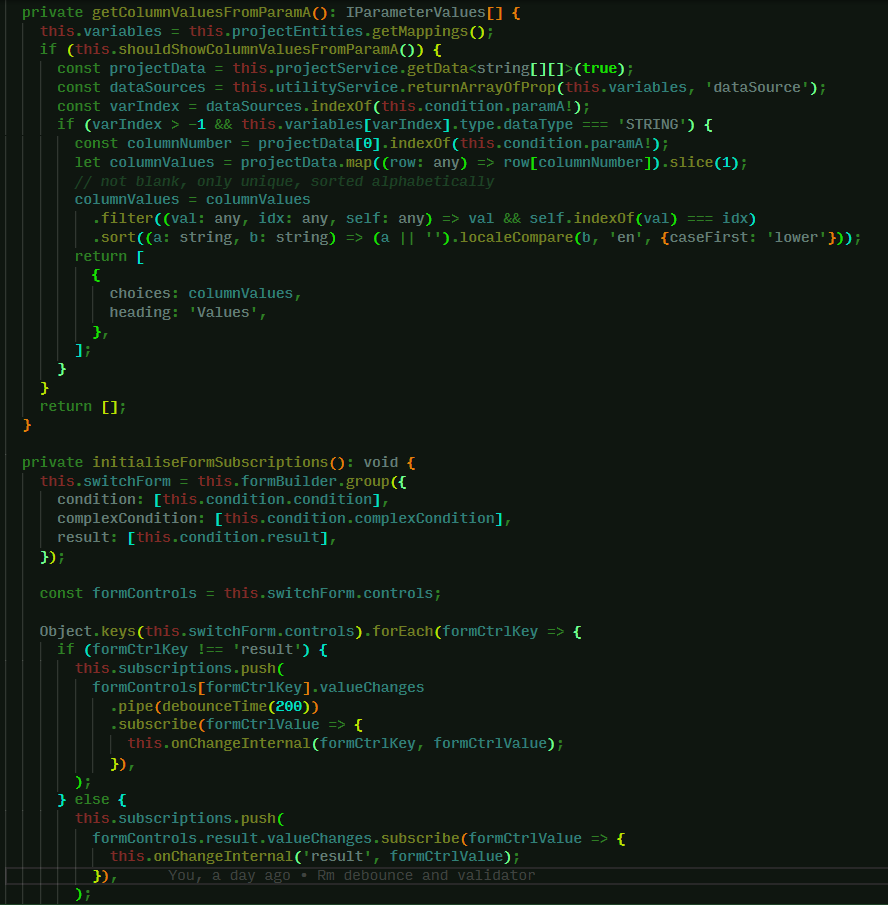 private getColumnValuesFromParamA(): IParameterValues[] {
this.variables = this.projectEntities.getMappings();
if (this.shouldShowColumnValuesFromParamA()) {
const projectData = this.projectService.getData<string[][]>(true);
const dataSources = this.utilityService.returnArrayOfProp(this.variables, 'dataSource');
const varIndex = dataSources.indexOf(this.condition.paramA!);
if (varIndex > -1 && this.variables[varIndex].type.dataType === 'STRING') {
const columnNumber = projectData[0].indexOf(this.condition.paramA!);
let columnValues = projectData.map((row: any) => row[columnNumber]).slice(1);
// not blank, only unique, sorted alphabetically
columnValues = columnValues
.filter((val: any, idx: any, self: any) => val && self.indexOf(val) === idx)
.sort((a: string, b: string) => (a || '').localeCompare(b, 'en', {caseFirst: 'lower'}));
return [
{
choices: columnValues,
heading: 'Values',
},
];
}
}
return [];
}
private initialiseFormSubscriptions(): void {
this.switchForm = this.formBuilder.group({
condition: [this.condition.condition],
complexCondition: [this.condition.complexCondition],
result: [this.condition.result],
});
const formControls = this.switchForm.controls;
Object.keys(this.switchForm.controls).forEach(formCtrlKey => {
if (formCtrlKey !== 'result') {
this.subscriptions.push(
formControls[formCtrlKey].valueChanges
.pipe(debounceTime(200))
.subscribe(formCtrlValue => {
this.onChangeInternal(formCtrlKey, formCtrlValue);
}),
);
} else {
this.subscriptions.push(
formControls.result.valueChanges.subscribe(formCtrlValue => {
this.onChangeInternal('result', formCtrlValue);
}), You, a day ago • Rm debounce and validator
);